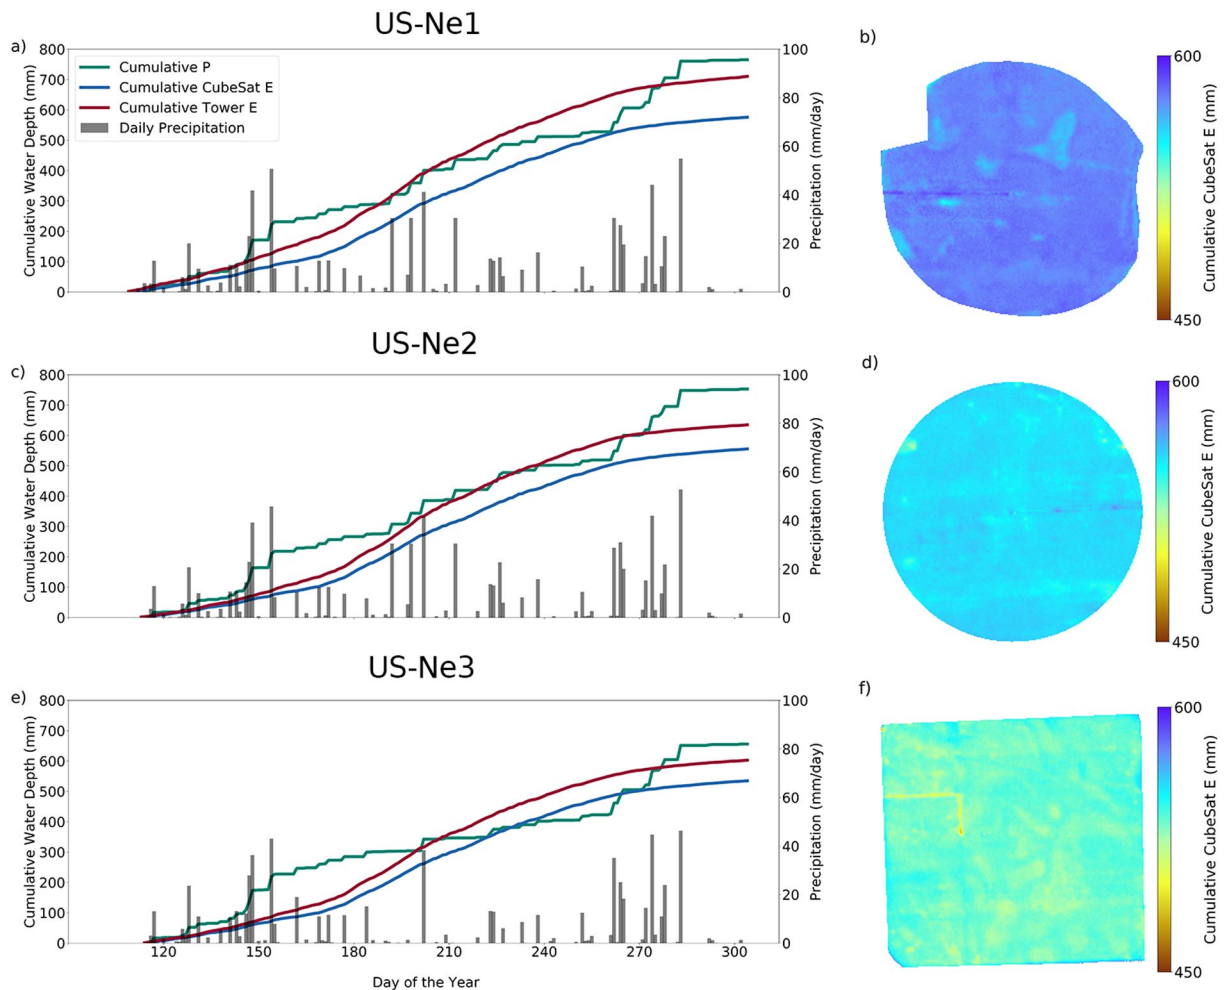 US-Ne1
a)
b)
800
700
600
500
400
300
200
100
0
Cumulative Water Depth (mm)
Cumulative P
Cumulative CubeSat E
Cumulative Tower E
Daily Precipitation
100
80
60
40
20
0
Precipitation (mm/day)
600
450
Cumulative CubeSat E (mm)
US-Ne2
c)
d)
800
700
600
500
400
300
200
100
0
Cumulative Water Depth (mm)
100
80
60
40
20
0
Precipitation (mm/day)
600
450
Cumulative CubeSat E (mm)
US-Ne3
e)
f)
800
700
600
500
400
300
200
100
0
Cumulative Water Depth (mm)
100
80
60
40
20
0
Precipitation (mm/day)
120 150 180 210 240 270 300
Day of the Year
600
450
Cumulative CubeSat E (mm)